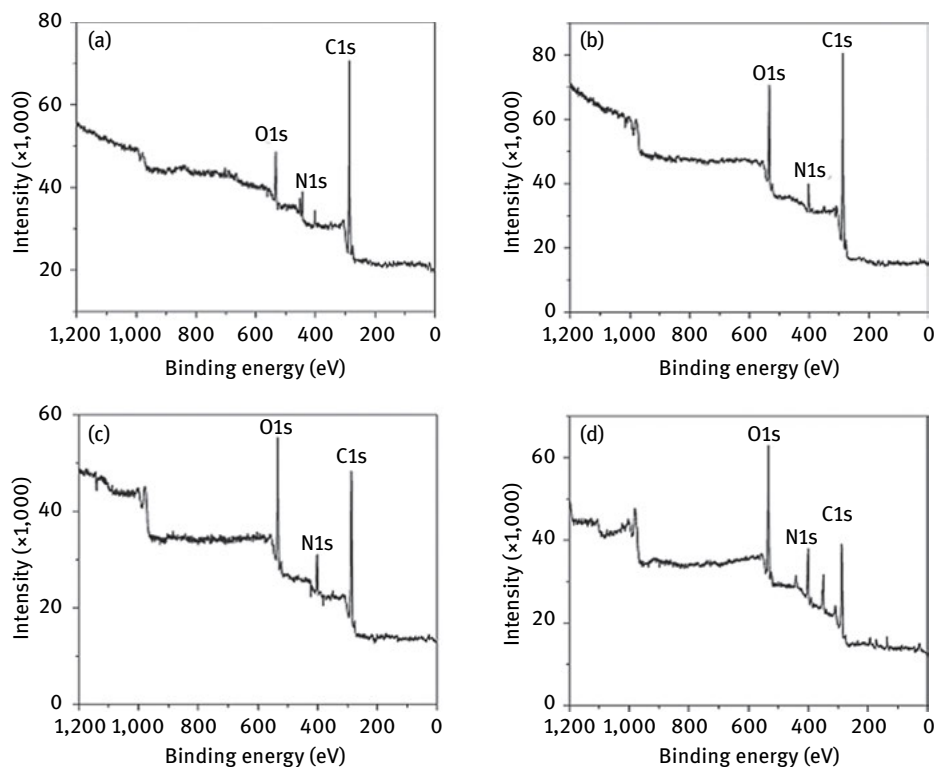 (a)
C1s
O1s
N1s
80
60
40
20
Intensity (×1,000)
1,200 1,000 800 600 400 200 0
Binding energy (eV)
(b)
C1s
O1s
N1s
80
60
40
20
0
Intensity (×1,000)
1,200 1,000 800 600 400 200 0
Binding energy (eV)
(c)
O1s
C1s
N1s
60
40
20
0
Intensity (×1,000)
1,200 1,000 800 600 400 200 0
Binding energy (eV)
(d)
O1s
N1s
C1s
60
40
20
0
Intensity (×1,000)
1,200 1,000 800 600 400 200 0
Binding energy (eV)